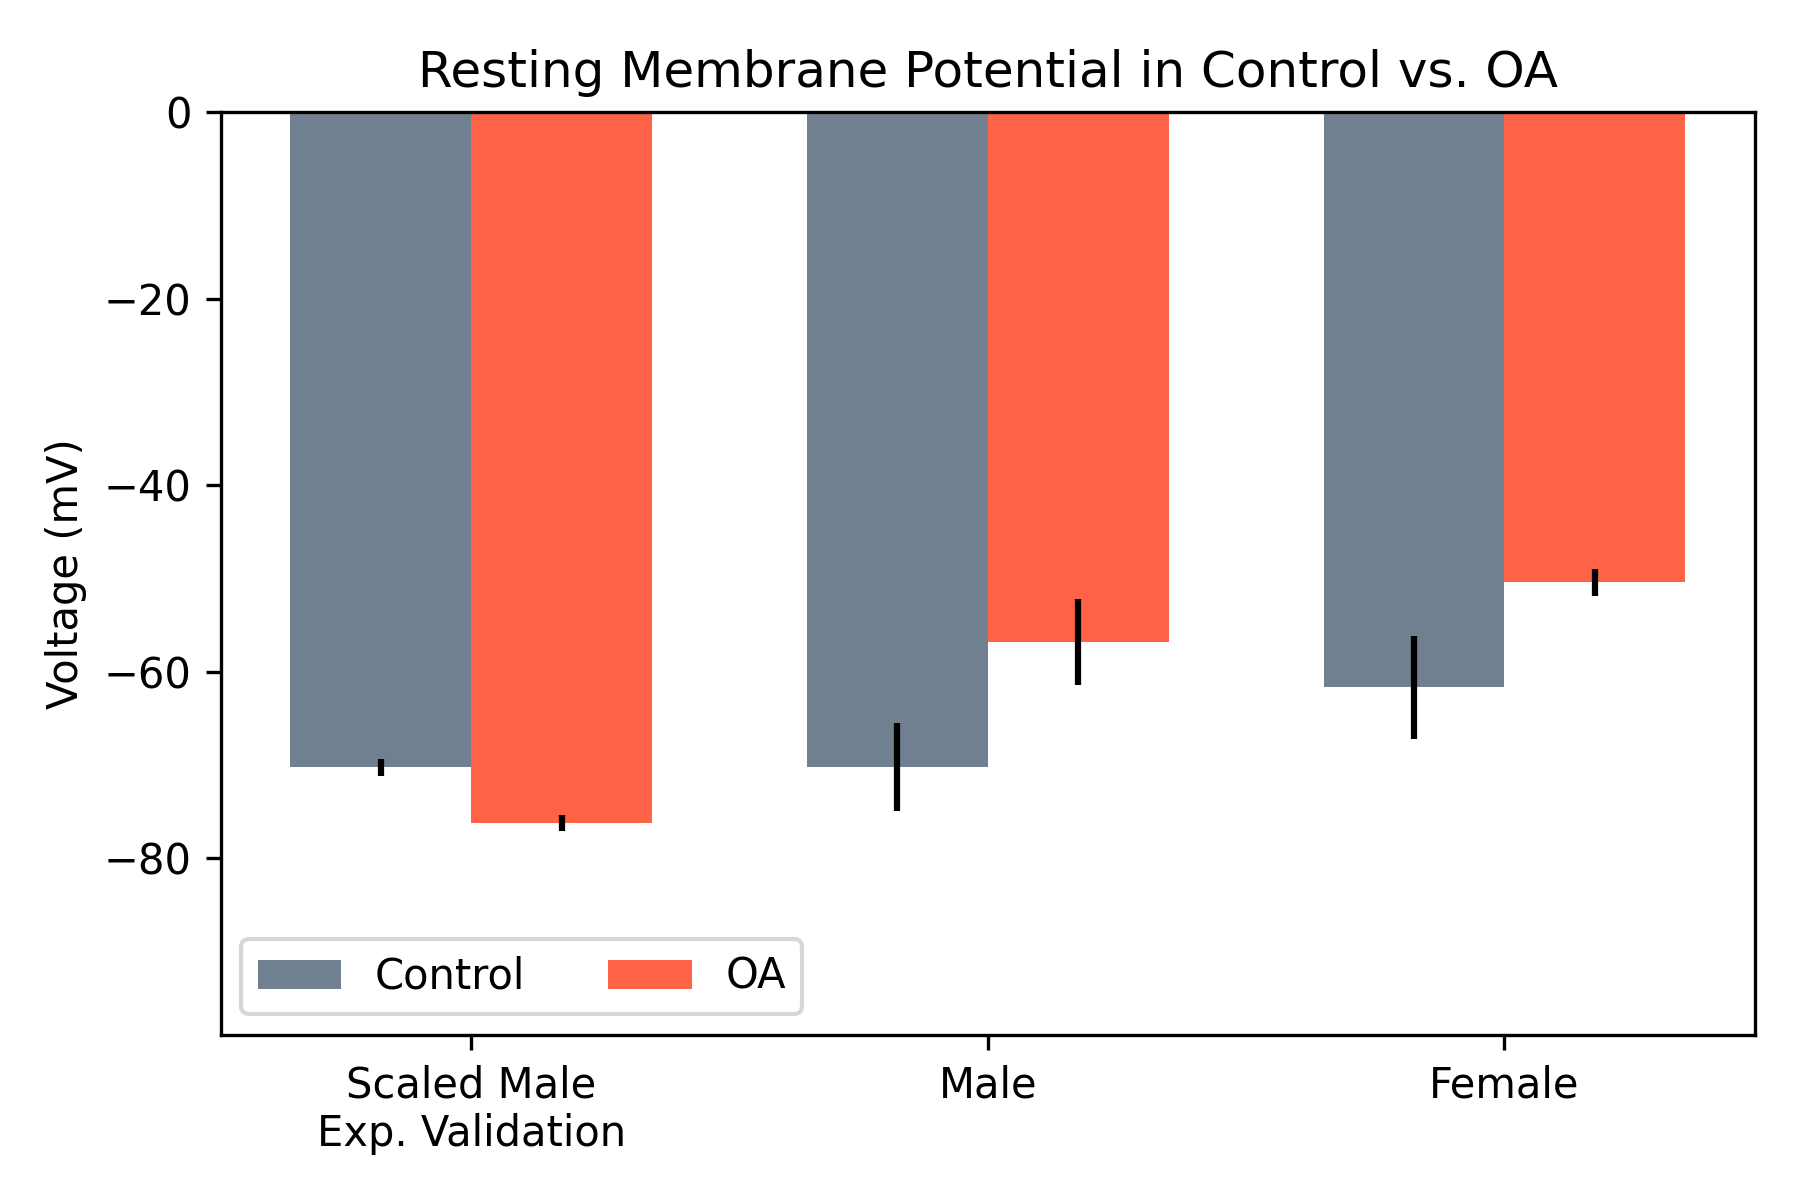 Resting Membrane Potential in Control vs. OA
0
−20
−40
−60
−80
Voltage (mV)
Control
OA
Scaled Male
Exp. Validation
Male
Female